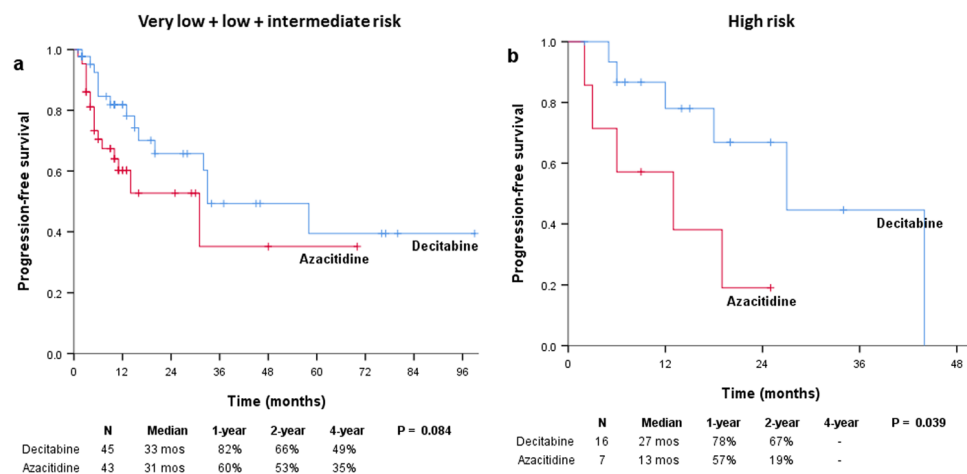 Very low + low + intermediate risk
a
Progression-free survival
1.0
0.8
0.6
0.4
0.2
0.0
0 12 24 36 48 60 72 84 96
Decitabine
Azacitidine
Time (months)
N Median 1-year 2-year 4-year P = 0.084
Decitabine 45 33 mos 82% 66% 49%
Azacitidine 43 31 mos 60% 53% 35%
High risk
b
Progression-free survival
1.0
0.8
0.6
0.4
0.2
0.0
0 12 24 36 48
Decitabine
Azacitidine
Time (months)
N Median 1-year 2-year 4-year P = 0.039
Decitabine 16 27 mos 78% 67% -
Azacitidine 7 13 mos 57% 19% -